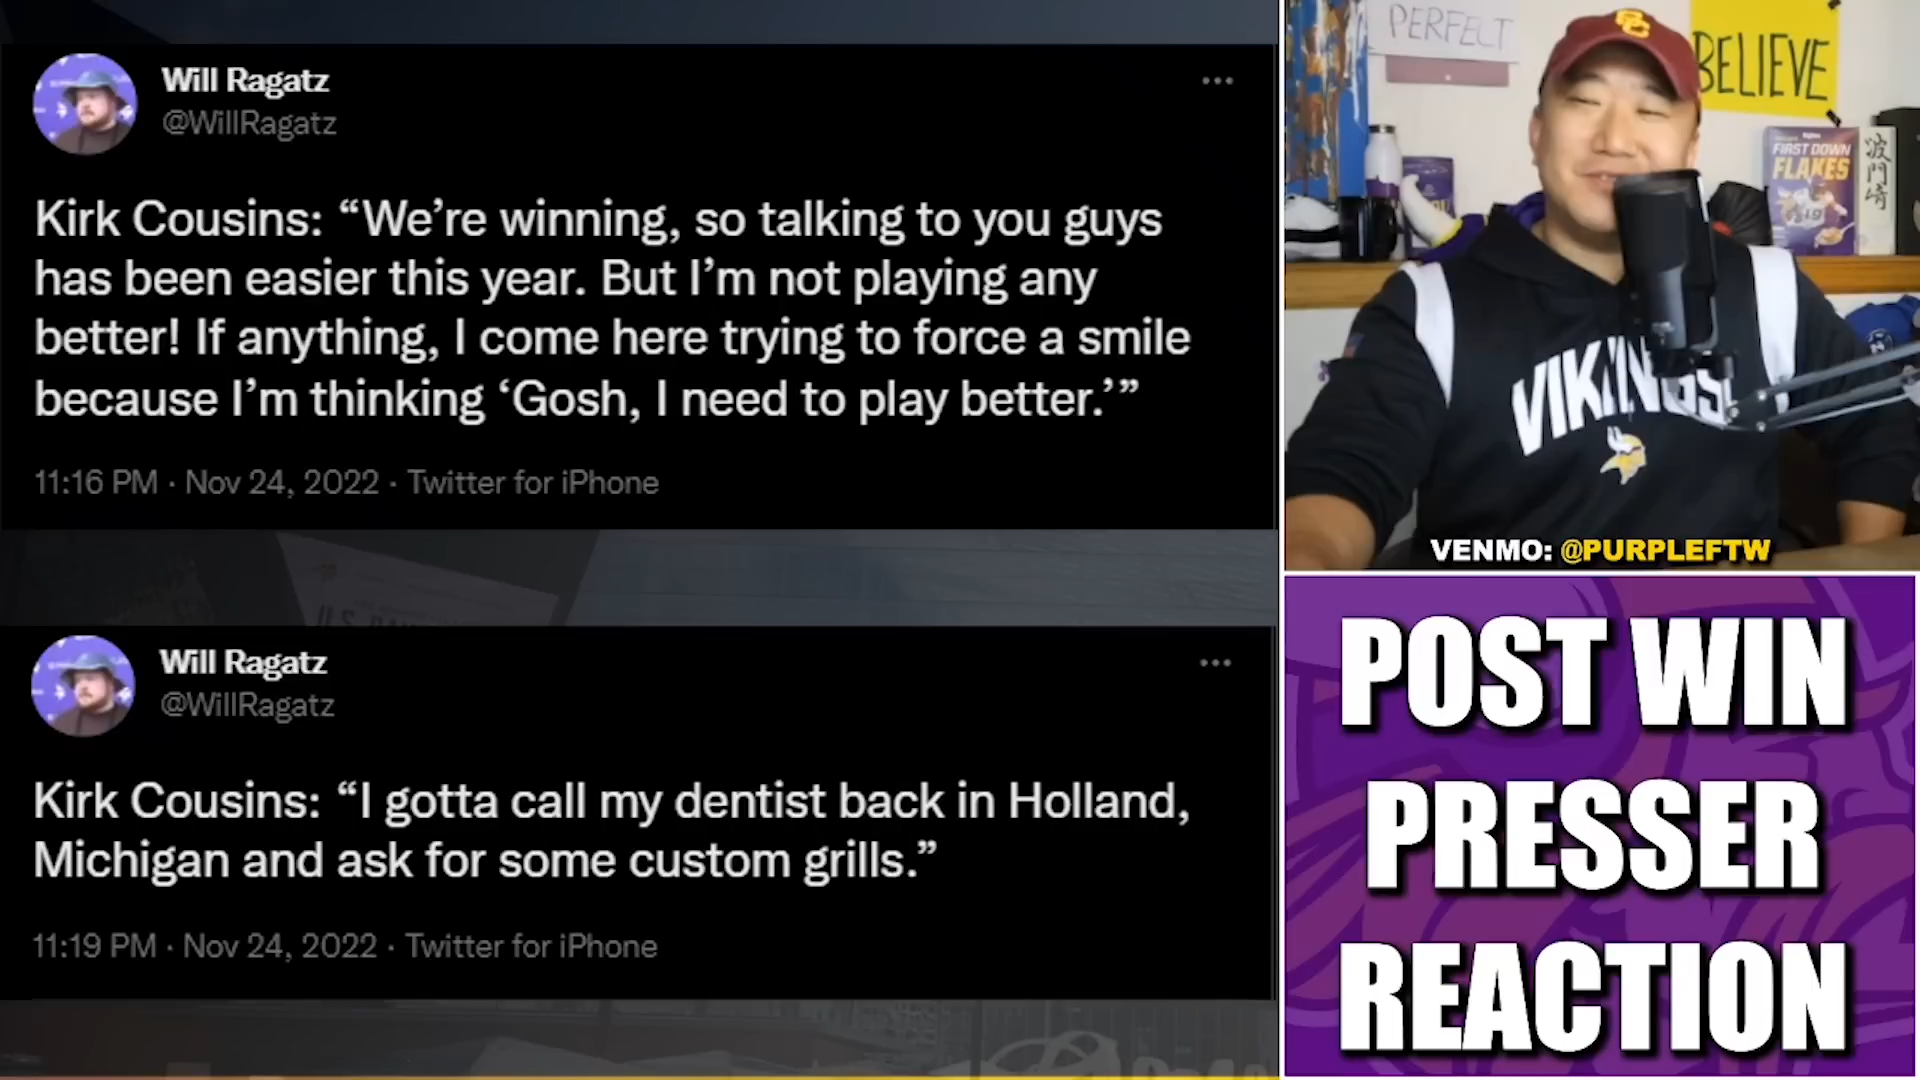 Will Ragatz
@WillRagatz
Kirk Cousins: “We’re winning, so talking to you guys
has been easier this year. But I’m not playing any
better! If anything, I come here trying to force a smile
because I’m thinking ‘Gosh, I need to play better.’”
11:16 PM · Nov 24, 2022 · Twitter for iPhone
Will Ragatz
@WillRagatz
Kirk Cousins: “I gotta call my dentist back in Holland,
Michigan and ask for some custom grills.”
11:19 PM · Nov 24, 2022 · Twitter for iPhone
PERFECT
BELIEVE
FIRST DOWN
FLAKES
波
門
崎
VIKINGS
VENMO: @PURPLEFTW
POST WIN
PRESSER
REACTION